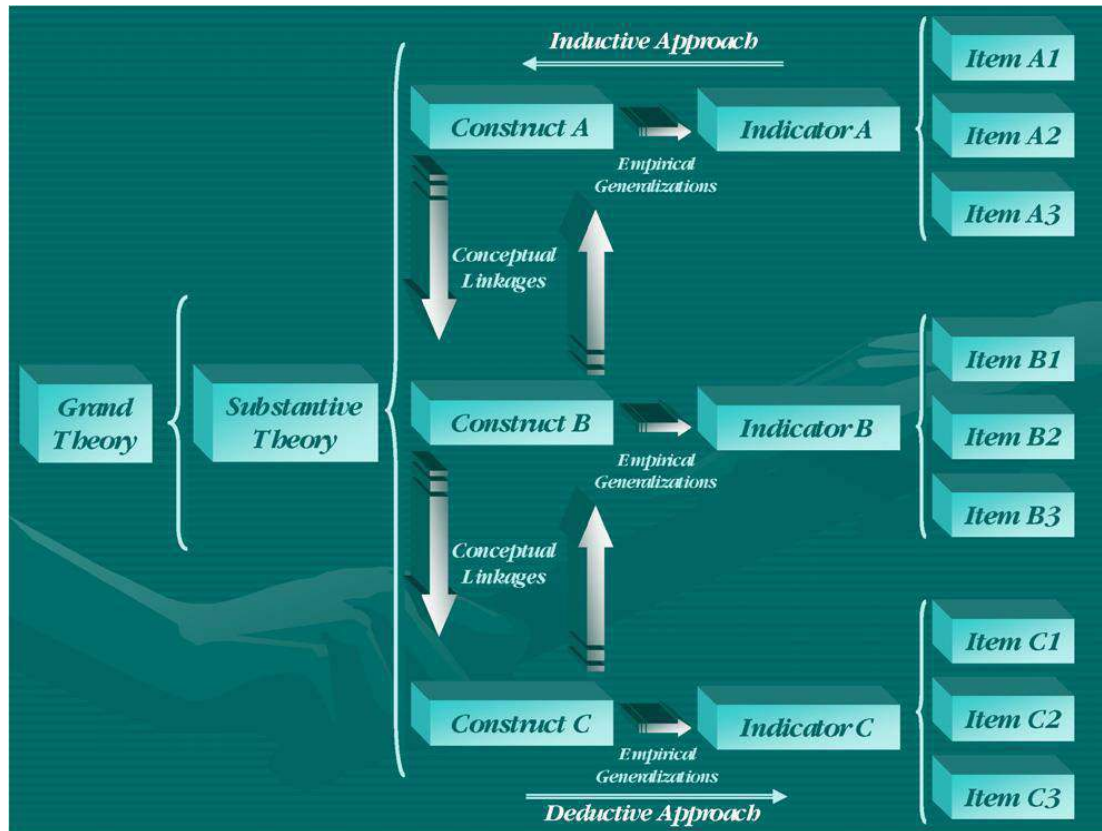 Inductive Approach
Item A1
Construct A
Indicator A
Item A2
Empirical
Generalizations
Item A3
Conceptual
Linkages
Grand
Theory
Substantive
Theory
Construct B
Indicator B
Item B1
Item B2
Empirical
Generalizations
Item B3
Conceptual
Linkages
Construct C
Indicator C
Item C1
Item C2
Empirical
Generalizations
Item C3
Deductive Approach